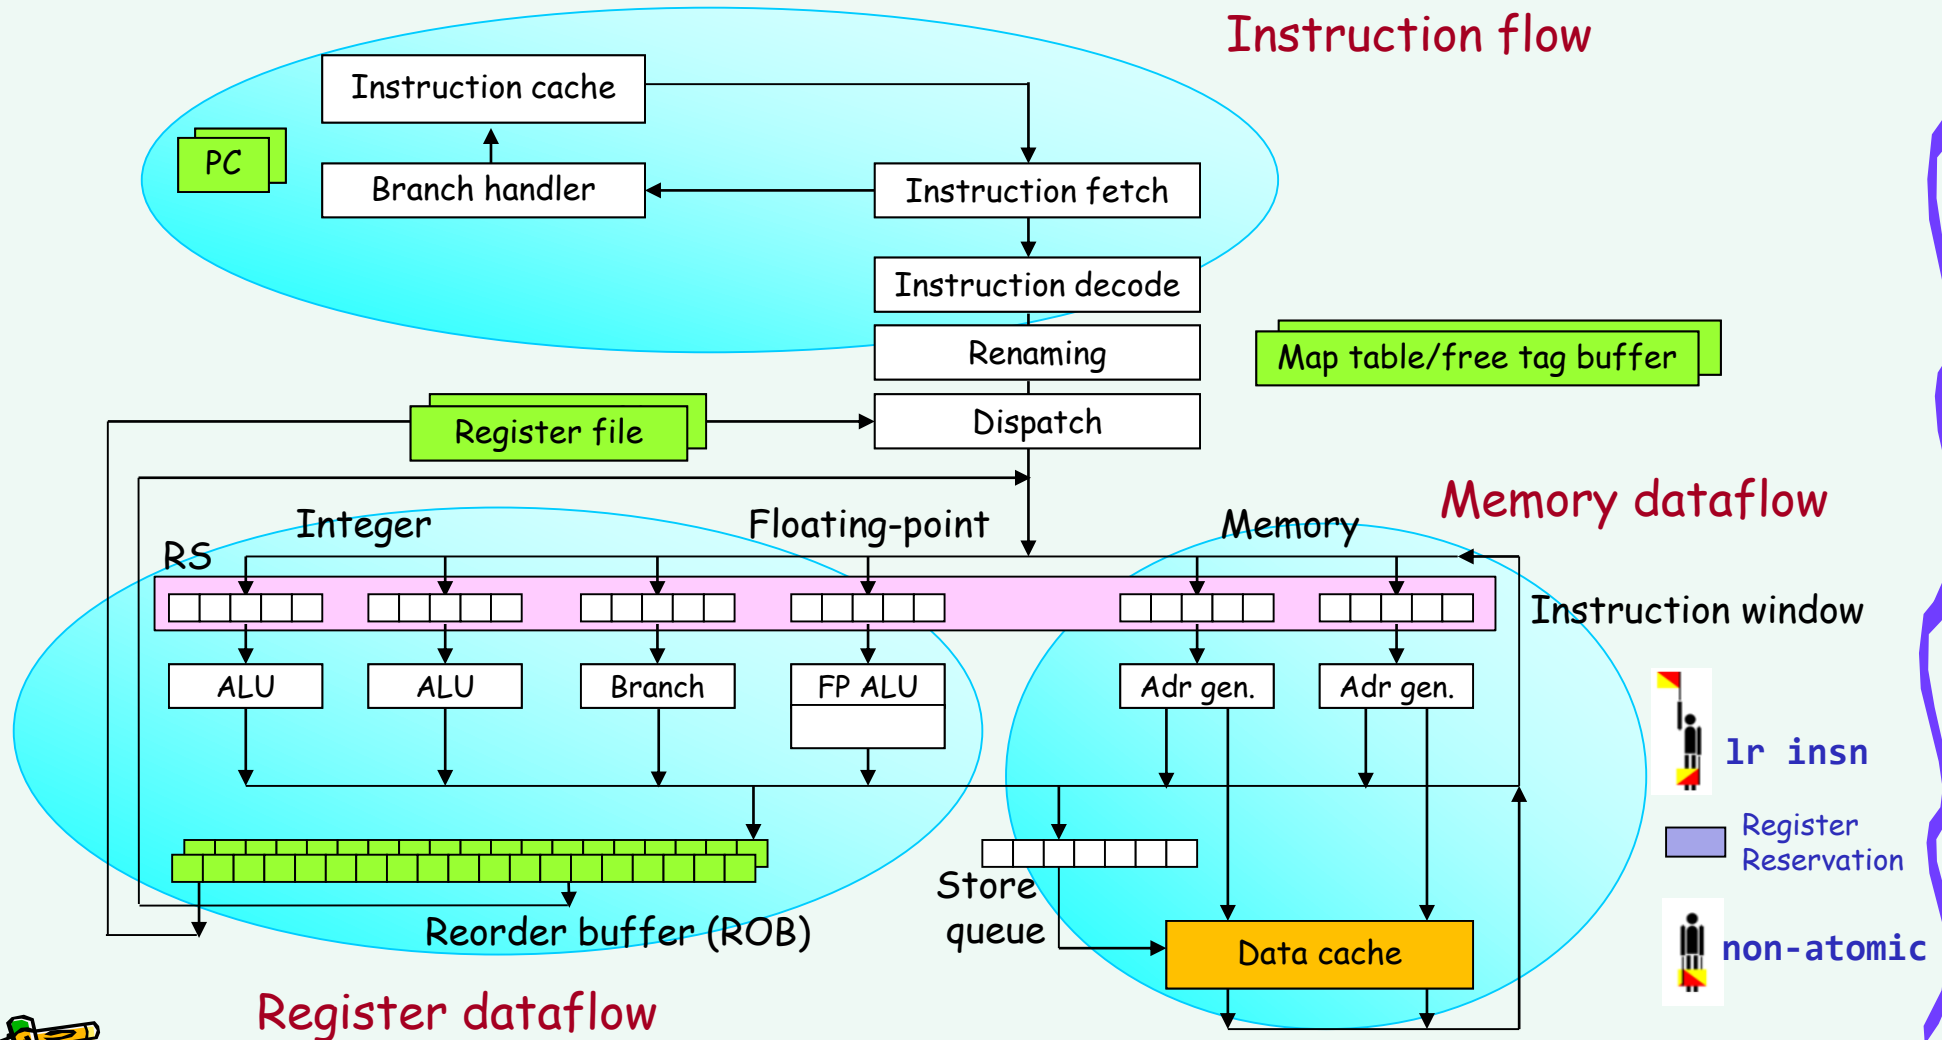 Instruction flow
Instruction cache
PC
Branch handler
Instruction fetch
Instruction decode
Renaming
Map table/free tag buffer
Register file
Dispatch
Memory dataflow
Integer
Floating-point
Memory
RS
Instruction window
ALU
ALU
Branch
FP ALU
Adr gen.
Adr gen.
lr insn
Register
Reservation
Store
queue
Reorder buffer (ROB)
Data cache
non-atomic
Register dataflow